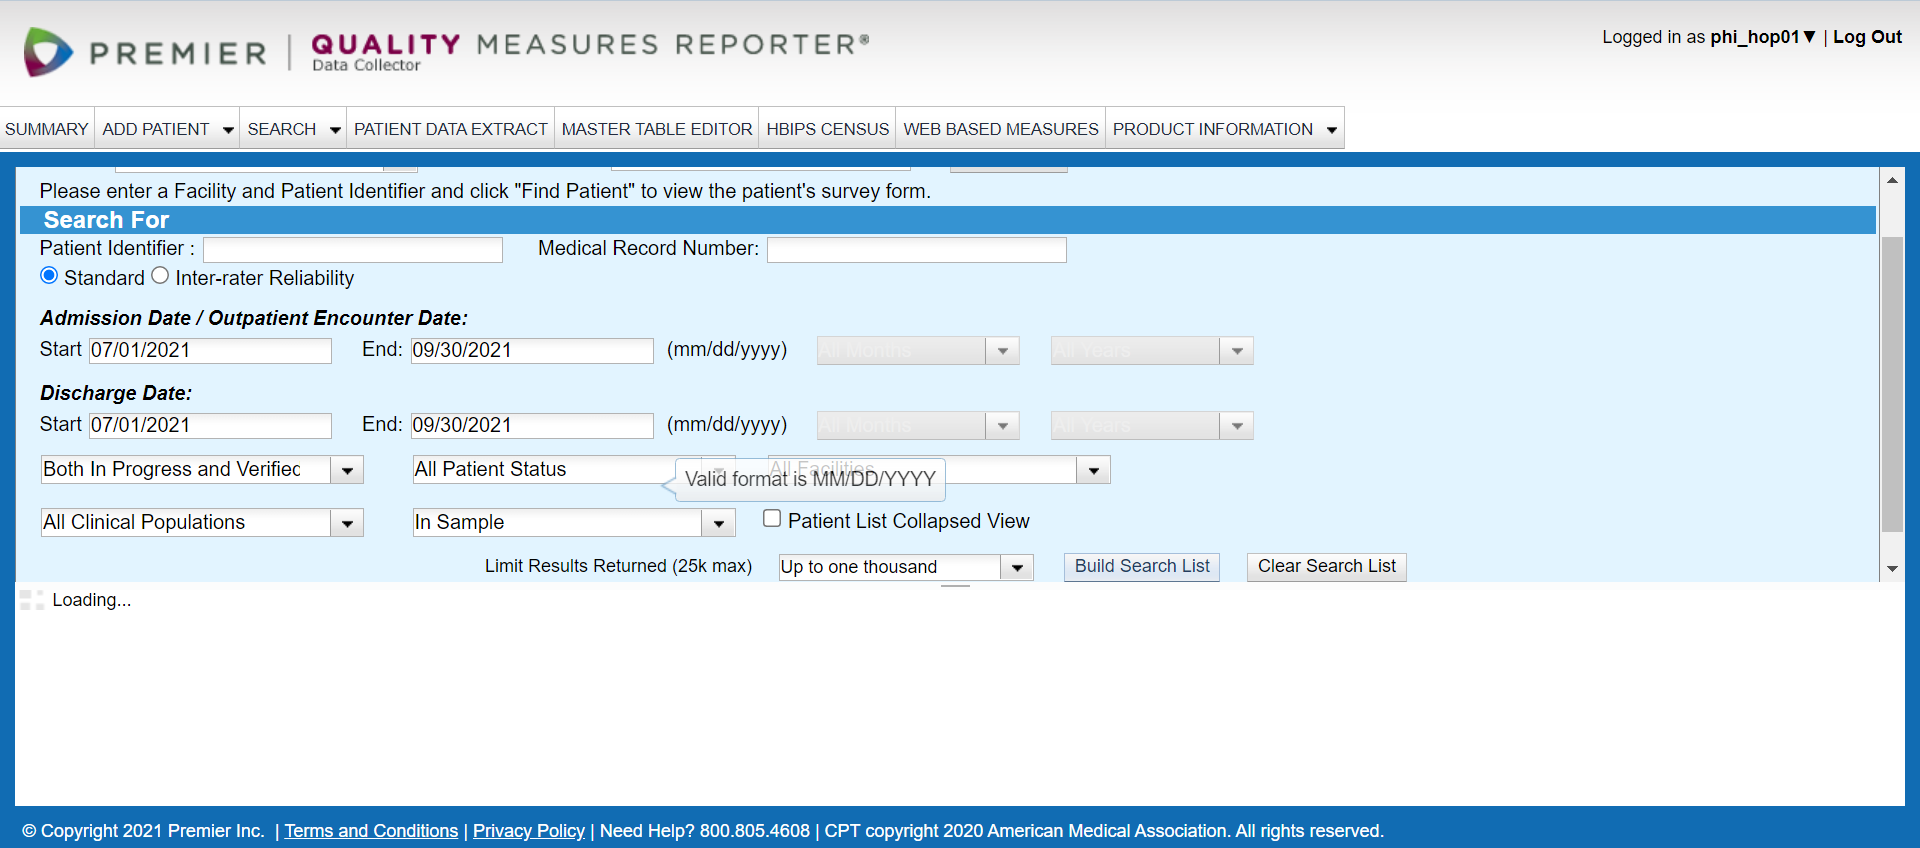 PREMIER | QUALITY MEASURES REPORTER®
Data Collector
Logged in as phi_hop01▼ | Log Out
SUMMARY ADD PATIENT SEARCH PATIENT DATA EXTRACT MASTER TABLE EDITOR HBIPS CENSUS WEB BASED MEASURES PRODUCT INFORMATION
Please enter a Facility and Patient Identifier and click "Find Patient" to view the patient's survey form.
Search For
Patient Identifier : Medical Record Number:
Standard Inter-rater Reliability
Admission Date / Outpatient Encounter Date:
Start 07/01/2021 End: 09/30/2021 (mm/dd/yyyy) All Months All Years
Discharge Date:
Start 07/01/2021 End: 09/30/2021 (mm/dd/yyyy) All Months All Years
Both In Progress and Verified All Patient Status All Facilities
Valid format is MM/DD/YYYY
All Clinical Populations In Sample Patient List Collapsed View
Limit Results Returned (25k max) Up to one thousand Build Search List Clear Search List
Loading...
© Copyright 2021 Premier Inc. | Terms and Conditions | Privacy Policy | Need Help? 800.805.4608 | CPT copyright 2020 American Medical Association. All rights reserved.